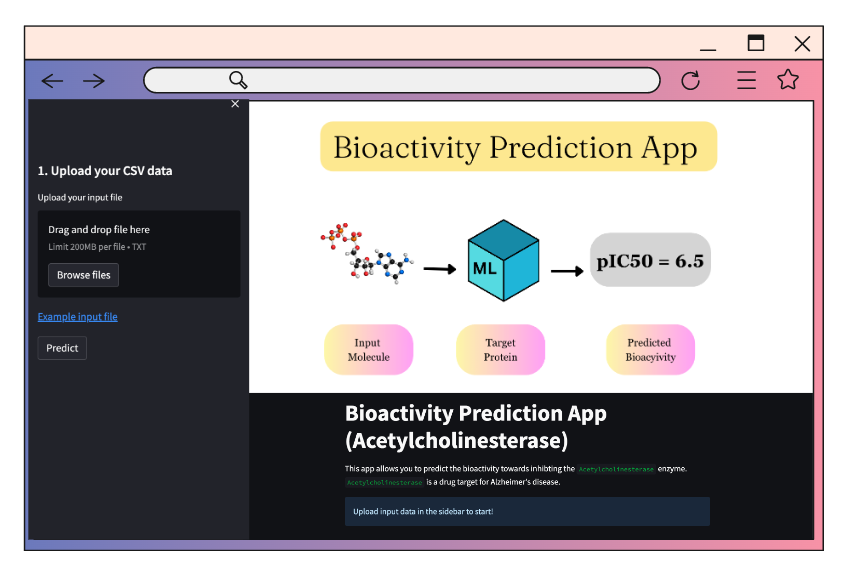 1. Upload your CSV data
Upload your input file
Drag and drop file here
Limit 200MB per file • TXT
Browse files
Example input file
Predict
Bioactivity Prediction App
ML
pIC50 = 6.5
Input
Molecule
Target
Protein
Predicted
Bioacyivity
Bioactivity Prediction App
(Acetylcholinesterase)
This app allows you to predict the bioactivity towards inhibting the Acetylcholinesterase enzyme.
Acetylcholinesterase is a drug target for Alzheimer's disease.
Upload input data in the sidebar to start!